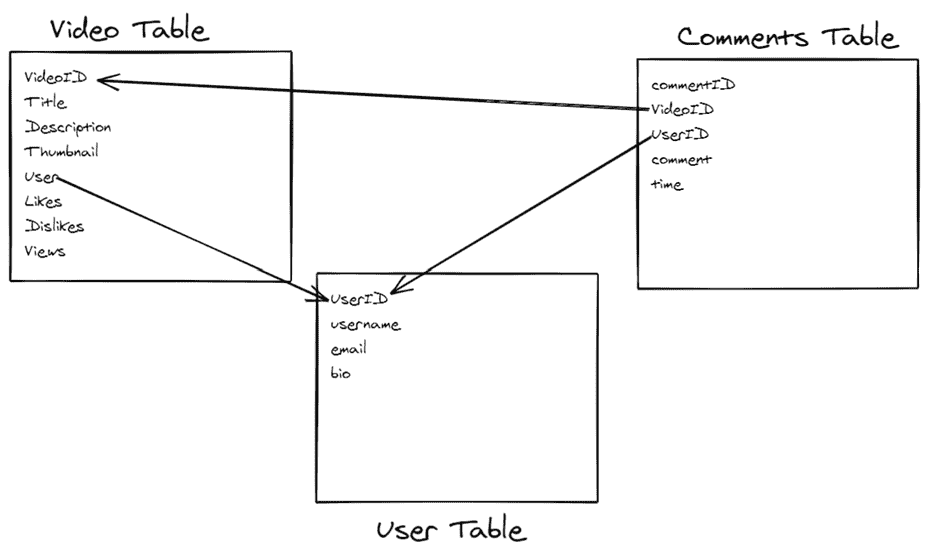 Video Table
VideoID
Title
Description
Thumbnail
User
Likes
Dislikes
Views
Comments Table
commentID
VideoID
UserID
comment
time
UserID
username
email
bio
User Table